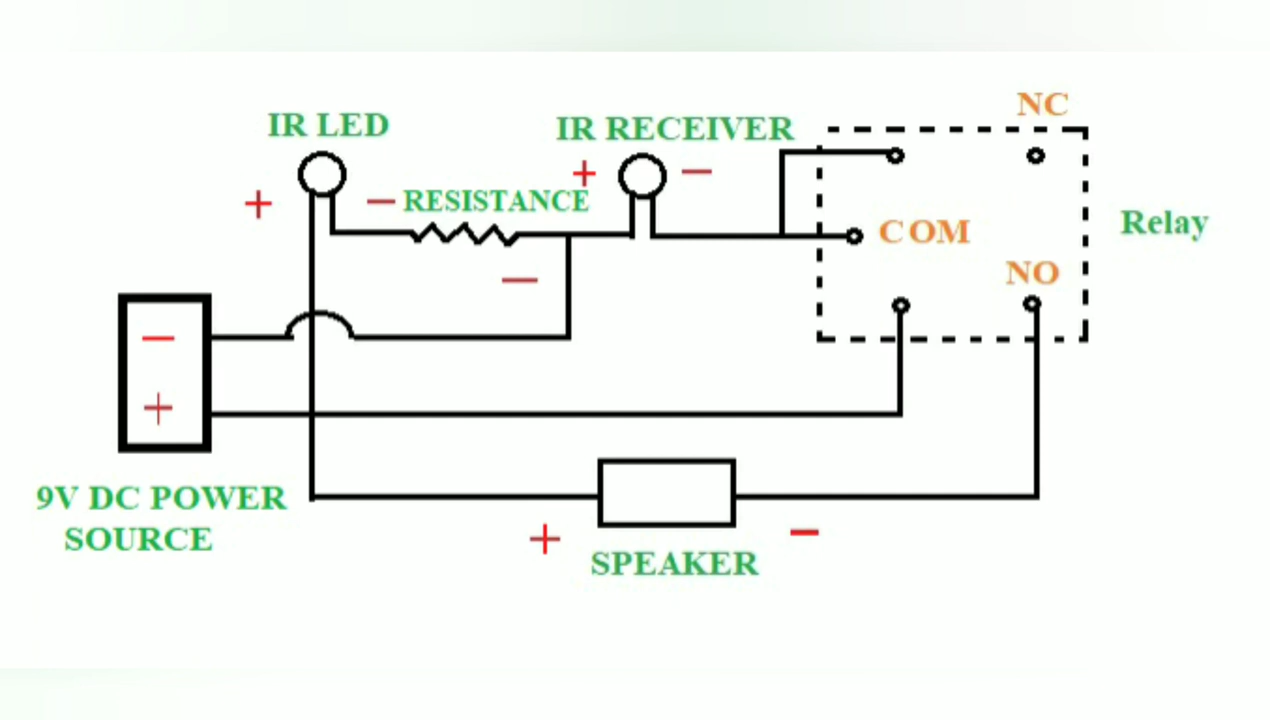 NC
IR LED
IR RECEIVER
+
−
+
− RESISTANCE
COM
Relay
−
NO
−
+
9V DC POWER
SOURCE
+
−
SPEAKER